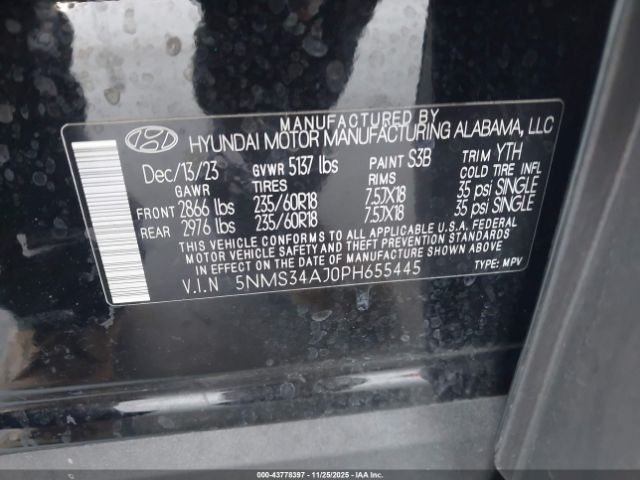 MANUFACTURED BY
HYUNDAI MOTOR MANUFACTURING ALABAMA, LLC
Dec/13/23 GVWR 5137 lbs PAINT S3B TRIM YTH
GAWR TIRES RIMS COLD TIRE INFL
FRONT 2866 lbs 235/60R18 7.5JX18 35 psi SINGLE
REAR 2976 lbs 235/60R18 7.5JX18 35 psi SINGLE
THIS VEHICLE CONFORMS TO ALL APPLICABLE U.S.A. FEDERAL
MOTOR VEHICLE SAFETY AND THEFT PREVENTION STANDARDS
IN EFFECT ON THE DATE OF MANUFACTURE SHOWN ABOVE.
V.I.N 5NMS34AJ0PH655445 TYPE: MPV
000-43778397 - 11/25/2025 - IAAI.COM